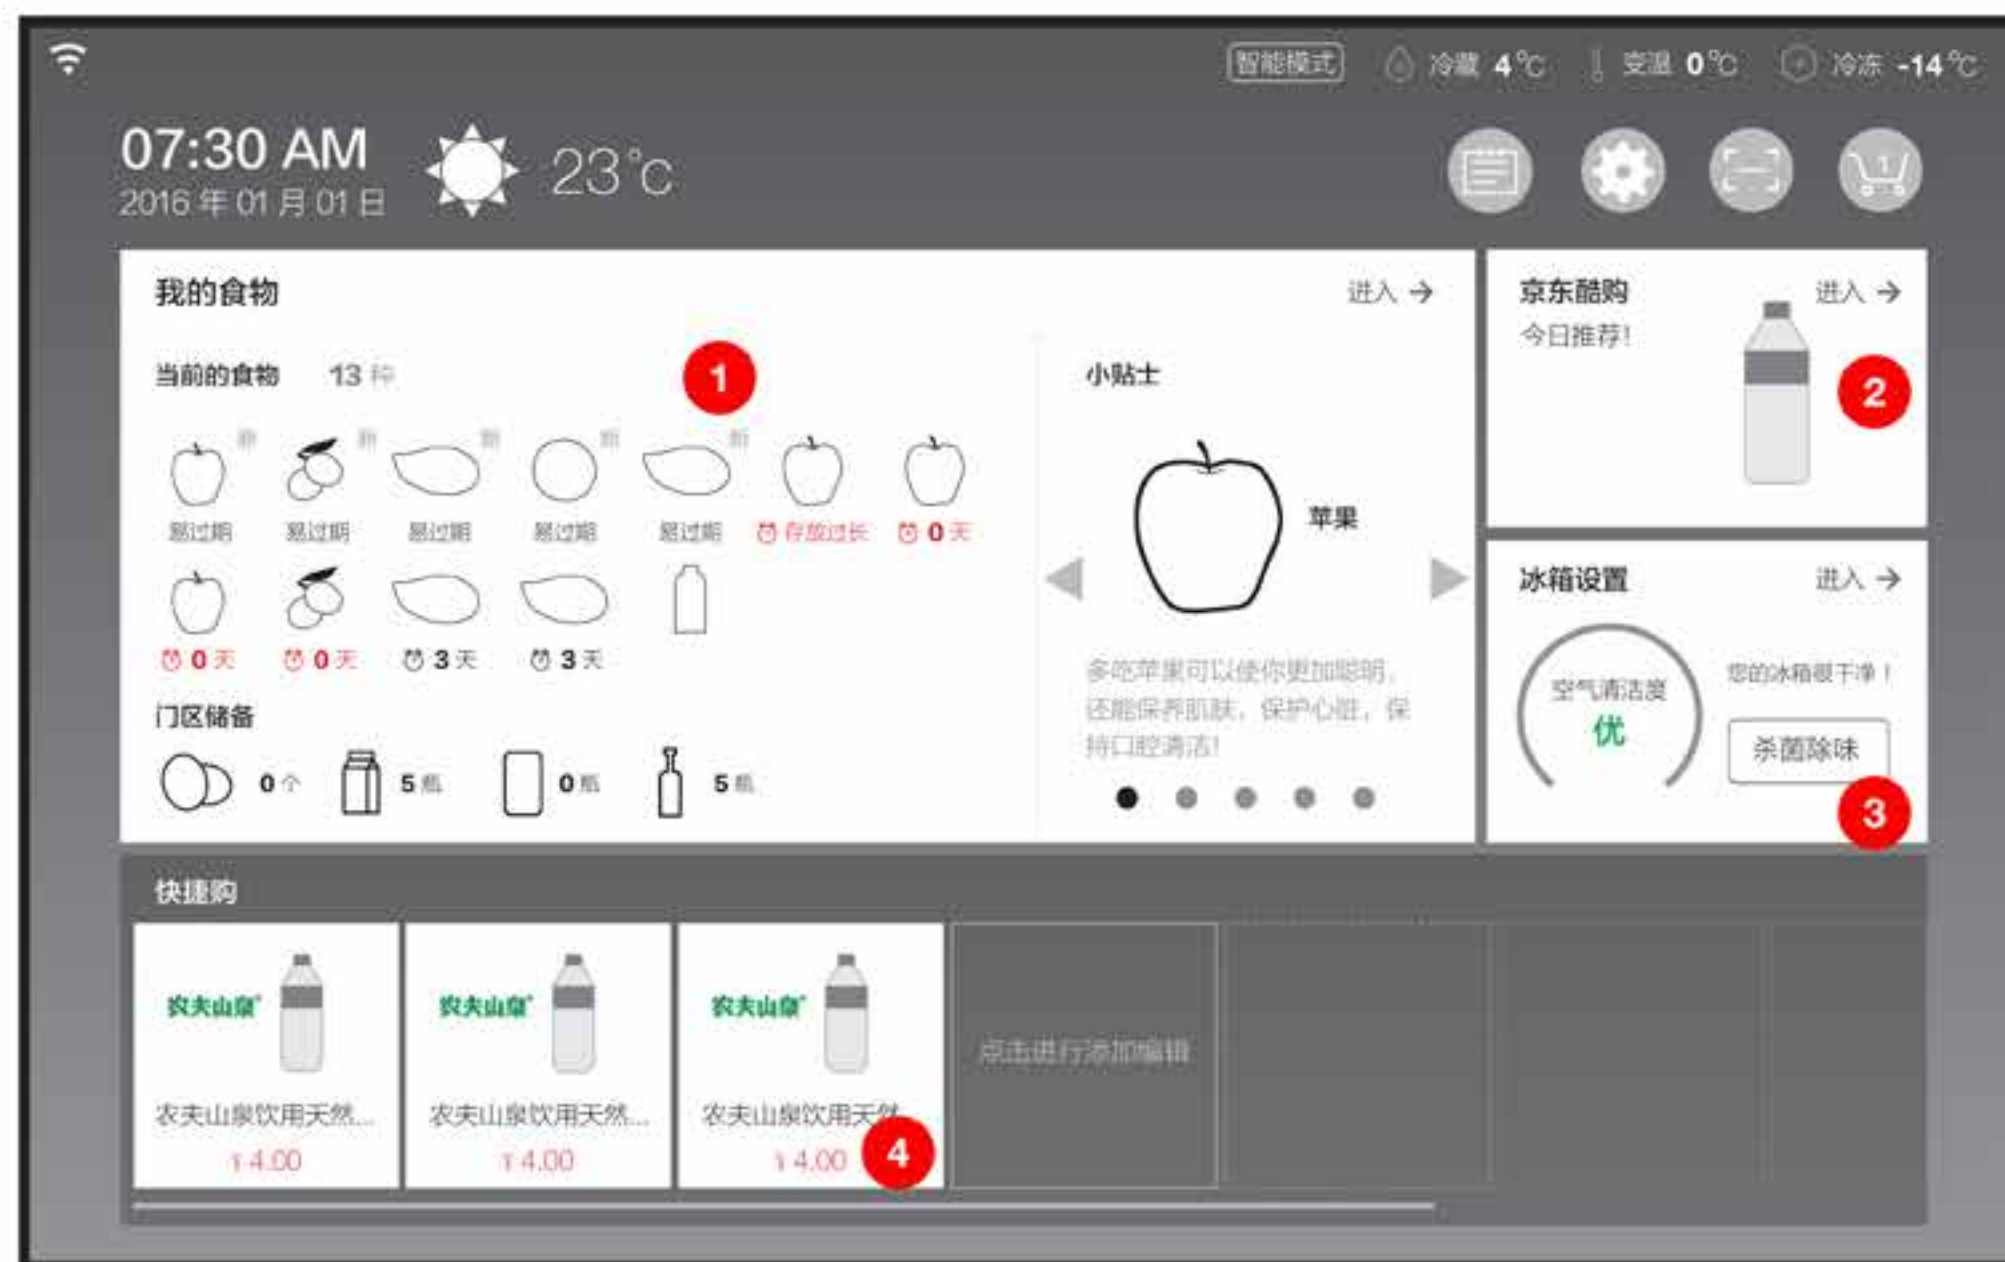 智能模式 冷藏 4°C 变温 0°C 冷冻 -14°C
07:30 AM
2016 年 01 月 01 日
23°C
1
我的食物 进入 →
当前的食物 13 种
1
新 新 新 新 新
易过期 易过期 易过期 易过期 易过期 存放过长 0 天
0 天 0 天 3 天 3 天
门区储备
0 个 5 瓶 0 瓶 5 瓶
小贴士
苹果
多吃苹果可以使你更加聪明,
还能保养肌肤, 保护心脏, 保
持口腔清洁!
京东酷购 进入 →
今日推荐!
2
冰箱设置 进入 →
空气清洁度
优
您的冰箱很干净!
杀菌除味
3
快捷购
农夫山泉 农夫山泉 农夫山泉
农夫山泉饮用天然... 农夫山泉饮用天然... 农夫山泉饮用天然...
¥4.00 ¥4.00 ¥4.00
4
点击进行添加编辑